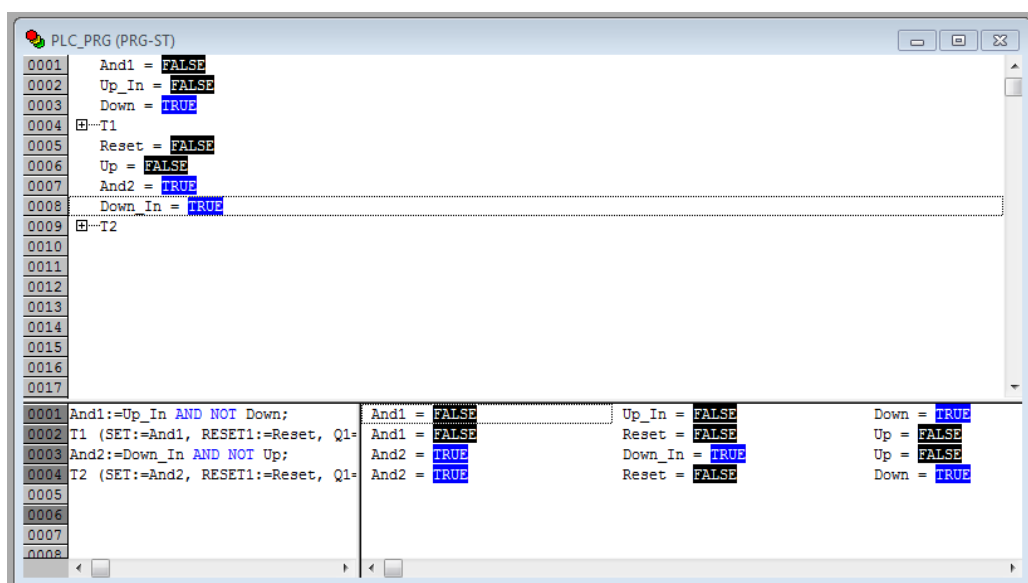 PLC_PRG (PRG-ST)
0001 And1 = FALSE
0002 Up_In = FALSE
0003 Down = TRUE
0004 T1
0005 Reset = FALSE
0006 Up = FALSE
0007 And2 = TRUE
0008 Down_In = TRUE
0009 T2
0010
0011
0012
0013
0014
0015
0016
0017
0001 And1:=Up_In AND NOT Down; And1 = FALSE Up_In = FALSE Down = TRUE
0002 T1 (SET:=And1, RESET1:=Reset, Q1= And1 = FALSE Reset = FALSE Up = FALSE
0003 And2:=Down_In AND NOT Up; And2 = TRUE Down_In = TRUE Up = FALSE
0004 T2 (SET:=And2, RESET1:=Reset, Q1= And2 = TRUE Reset = FALSE Down = TRUE
0005
0006
0007
0008